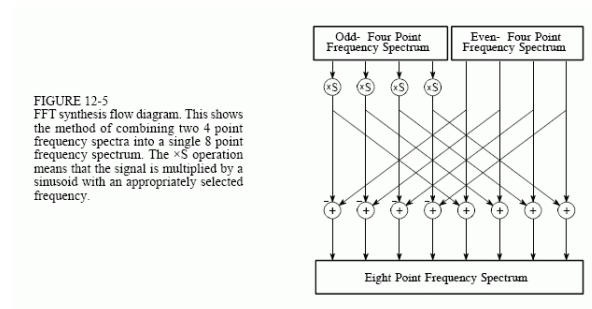 Odd- Four Point
Frequency Spectrum
Even- Four Point
Frequency Spectrum
×S ×S ×S ×S
FIGURE 12-5
FFT synthesis flow diagram. This shows
the method of combining two 4 point
frequency spectra into a single 8 point
frequency spectrum. The ×S operation
means that the signal is multiplied by a
sinusoid with an appropriately selected
frequency.
- - - -
+ + + + + + + +
Eight Point Frequency Spectrum